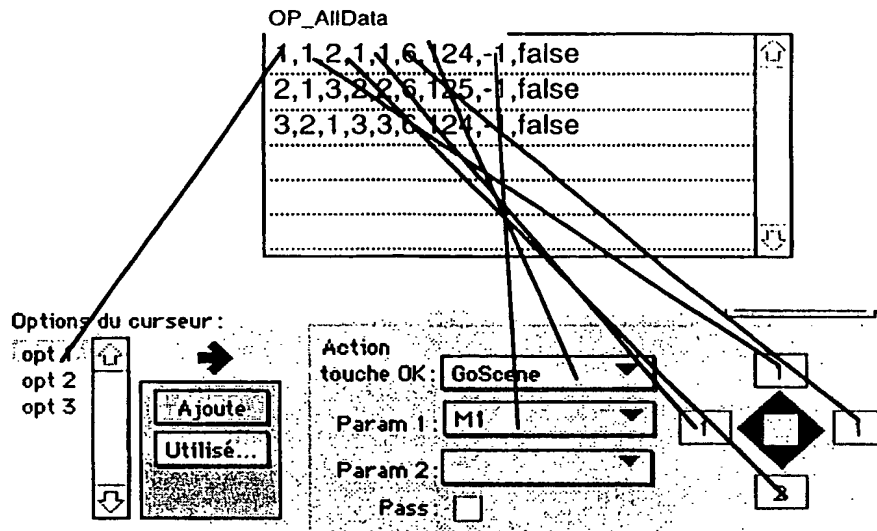 OP_AllData
1,1,2,1,1,6,124,-1,false
2,1,3,2,2,6,125,-1,false
3,2,1,3,3,6,124,-1,false
Options du curseur:
opt 1
opt 2
opt 3
Ajoute
Utilisé...
Action
touche OK: GoScene
Param 1: M1
Param 2:
Pass:
1
1
1
2